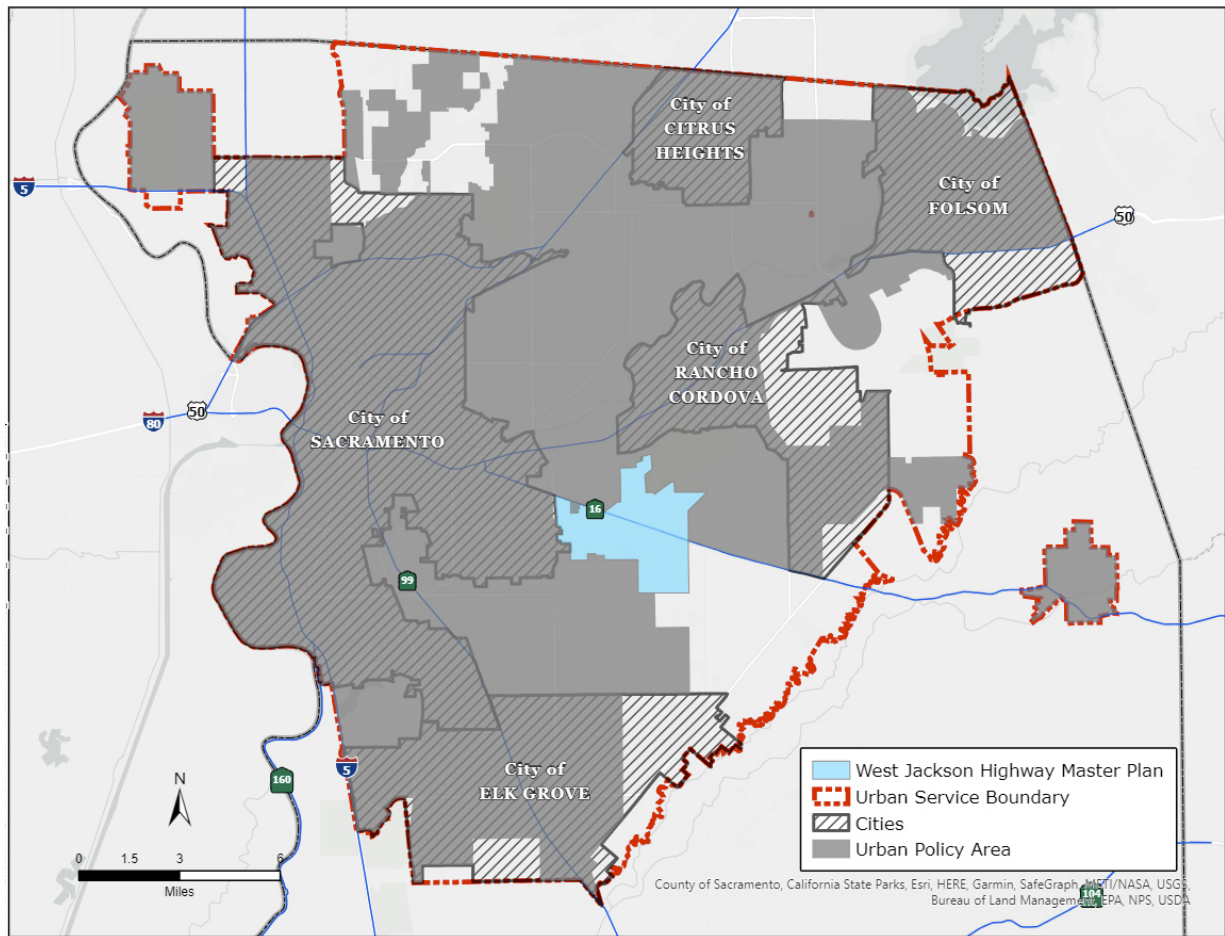 City of
CITRUS
HEIGHTS
City of
FOLSOM
5
50
City of
RANCHO
CORDOVA
50
80
City of
SACRAMENTO
16
99
City of
ELK GROVE
5
160
N
0 1.5 3 6
Miles
West Jackson Highway Master Plan
Urban Service Boundary
Cities
Urban Policy Area
County of Sacramento, California State Parks, Esri, HERE, Garmin, SafeGraph, METI/NASA, USGS,
Bureau of Land Management, EPA, NPS, USDA
104